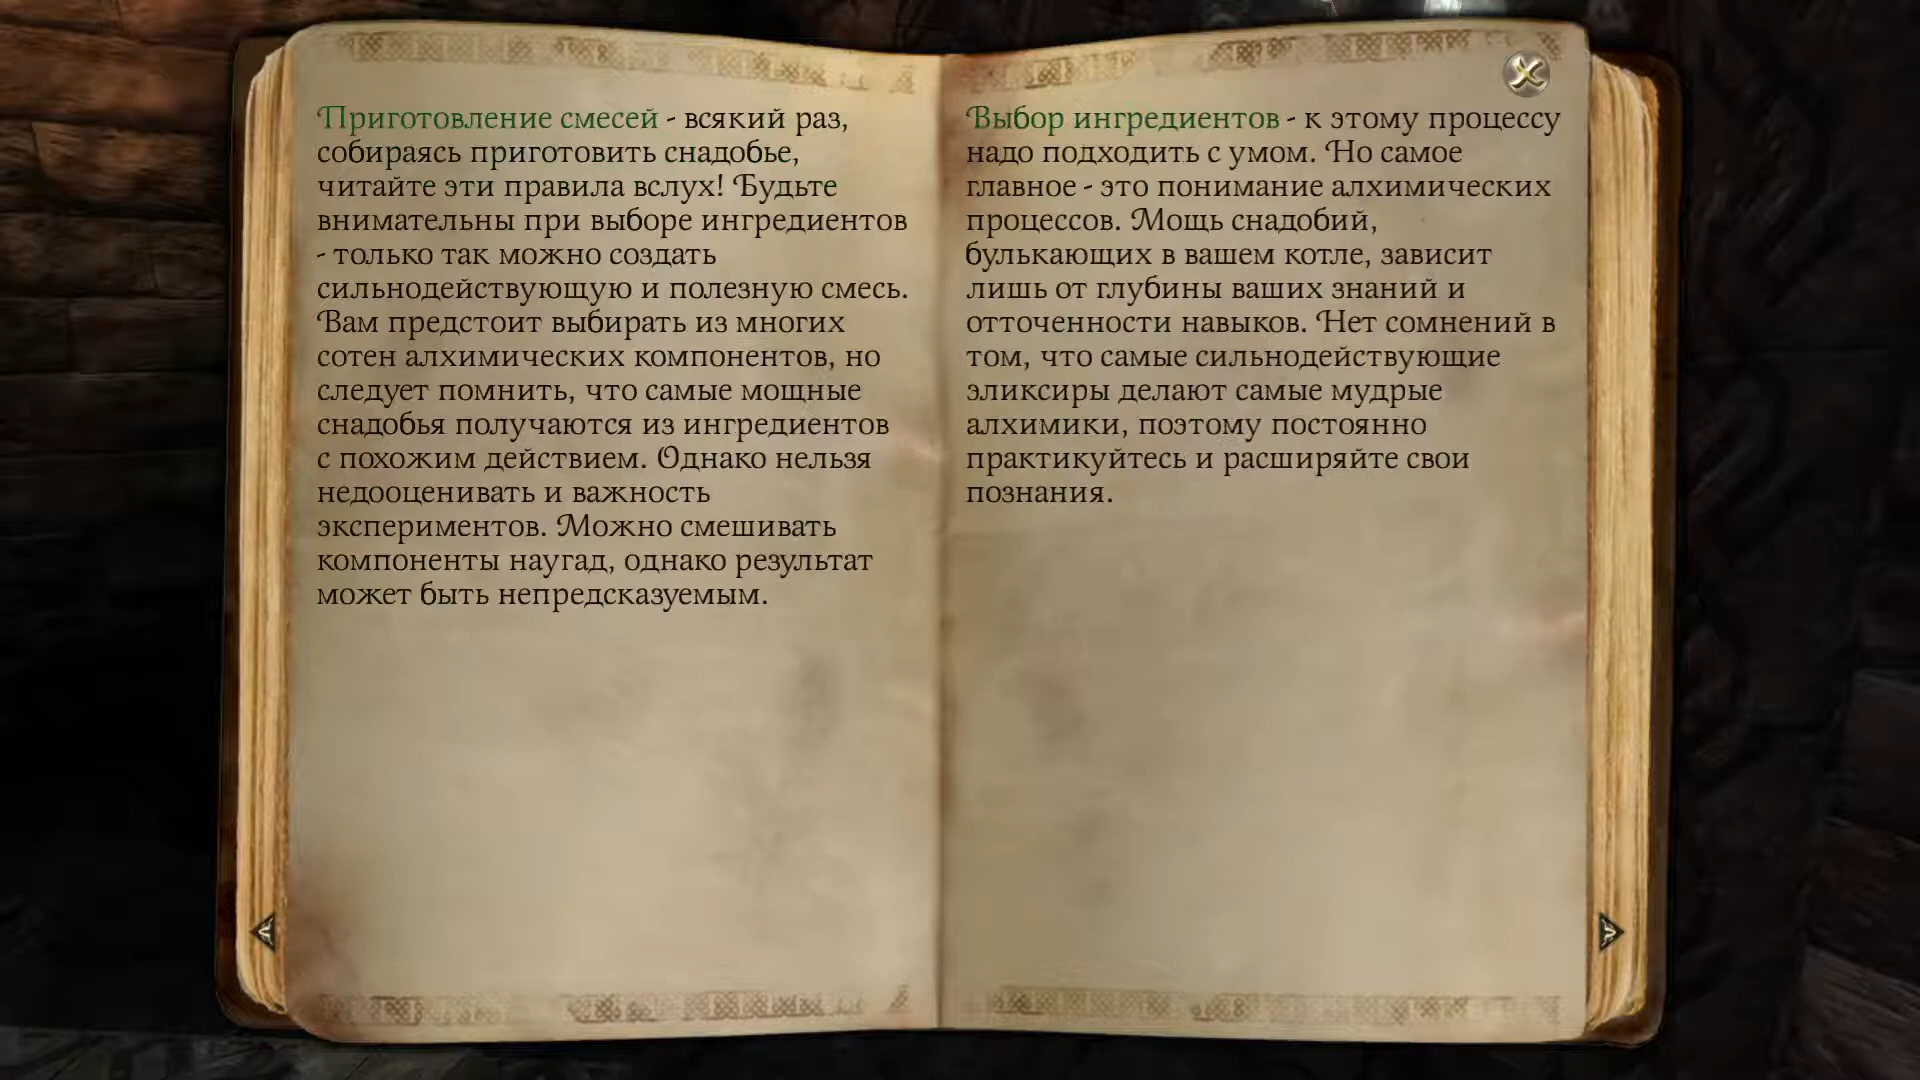 Приготовление смесей - всякий раз,
собираясь приготовить снадобье,
читайте эти правила вслух! Будьте
внимательны при выборе ингредиентов
- только так можно создать
сильнодействующую и полезную смесь.
Вам предстоит выбирать из многих
сотен алхимических компонентов, но
следует помнить, что самые мощные
снадобья получаются из ингредиентов
с похожим действием. Однако нельзя
недооценивать и важность
экспериментов. Можно смешивать
компоненты наугад, однако результат
может быть непредсказуемым.
Выбор ингредиентов - к этому процессу
надо подходить с умом. Но самое
главное - это понимание алхимических
процессов. Мощь снадобий,
булькающих в вашем котле, зависит
лишь от глубины ваших знаний и
отточенности навыков. Нет сомнений в
том, что самые сильнодействующие
эликсиры делают самые мудрые
алхимики, поэтому постоянно
практикуйтесь и расширяйте свои
познания.